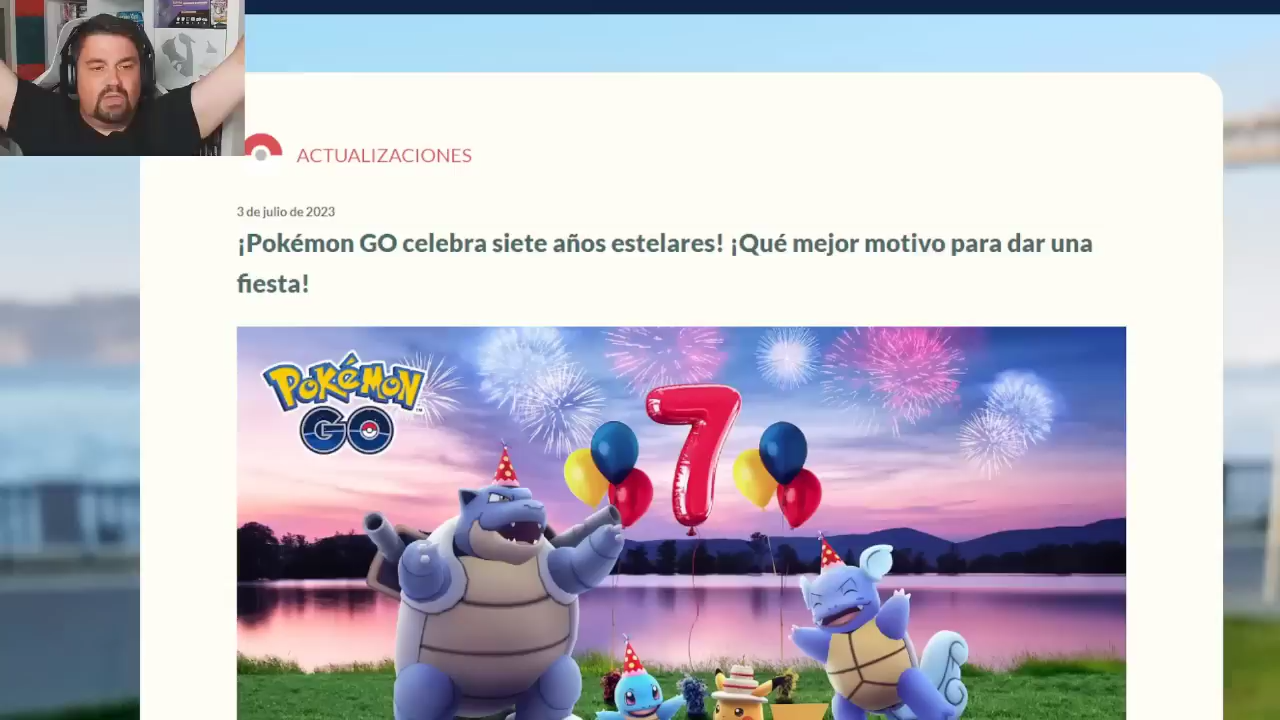 ACTUALIZACIONES
3 de julio de 2023
¡Pokémon GO celebra siete años estelares! ¡Qué mejor motivo para dar una
fiesta!
POKÉMON
GO
7